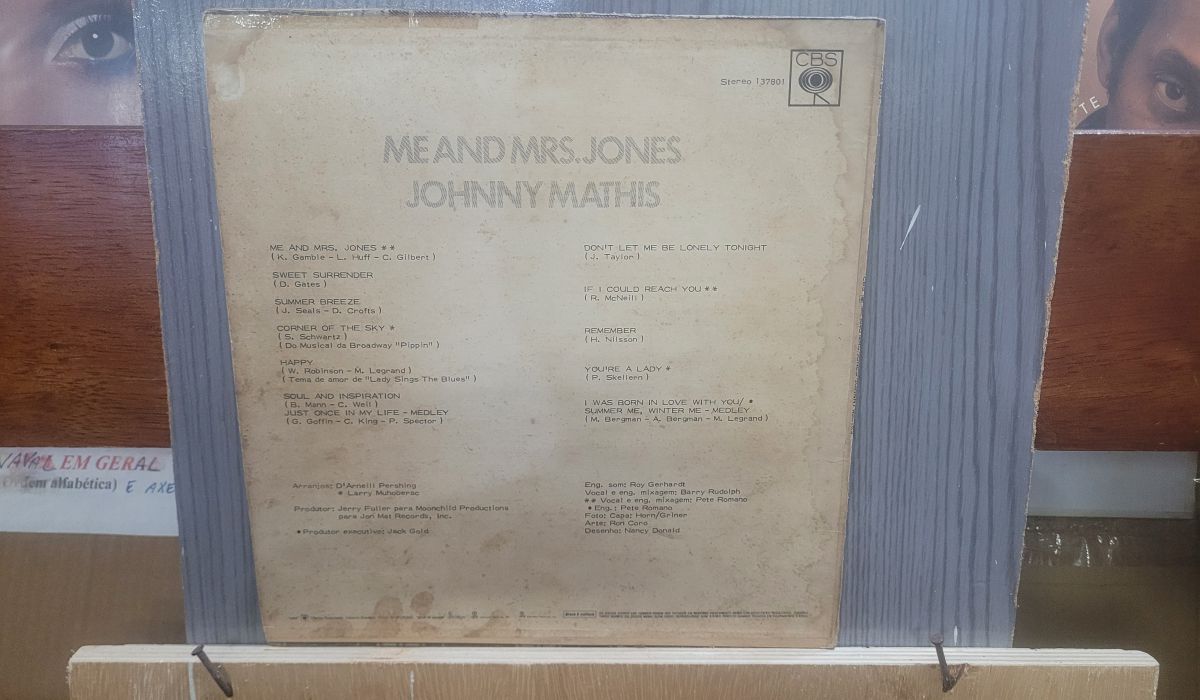 CBS
Stereo 137801
ME AND MRS. JONES
JOHNNY MATHIS
ME AND MRS. JONES **
( K. Gamble - L. Huff - C. Gilbert )
SWEET SURRENDER
( D. Gates )
SUMMER BREEZE
( J. Seals - D. Crofts )
CORNER OF THE SKY *
( S. Schwartz )
( Do Musical da Broadway "Pippin" )
HAPPY
( W. Robinson - M. Legrand )
( Tema de amor de "Lady Sings The Blues" )
SOUL AND INSPIRATION
( B. Mann - C. Weil )
JUST ONCE IN MY LIFE - MEDLEY
( G. Goffin - C. King - P. Spector )
DON'T LET ME BE LONELY TONIGHT
( J. Taylor )
IF I COULD REACH YOU **
( R. McNeill )
REMEMBER
( H. Nilsson )
YOU'RE A LADY *
( P. Skellern )
I WAS BORN IN LOVE WITH YOU/ *
SUMMER ME, WINTER ME - MEDLEY
( M. Bergman - A. Bergman - M. Legrand )
Arranjos: D'Arneill Pershing
* Larry Muhoberac
Produtor: Jerry Fuller para Moonchild Productions
para Jon Mat Records, Inc.
* Produtor executivo: Jack Gold
Eng. som: Roy Gerhardt
Vocal e eng. mixagem: Barry Rudolph
** Vocal e eng. mixagem: Pete Romano
* Eng.: Pete Romano
Foto: Capa: Horn/Griner
Arte: Ron Coro
Desenho: Nancy Donald
EM GERAL
Ordem alfabética) E AXE
TE